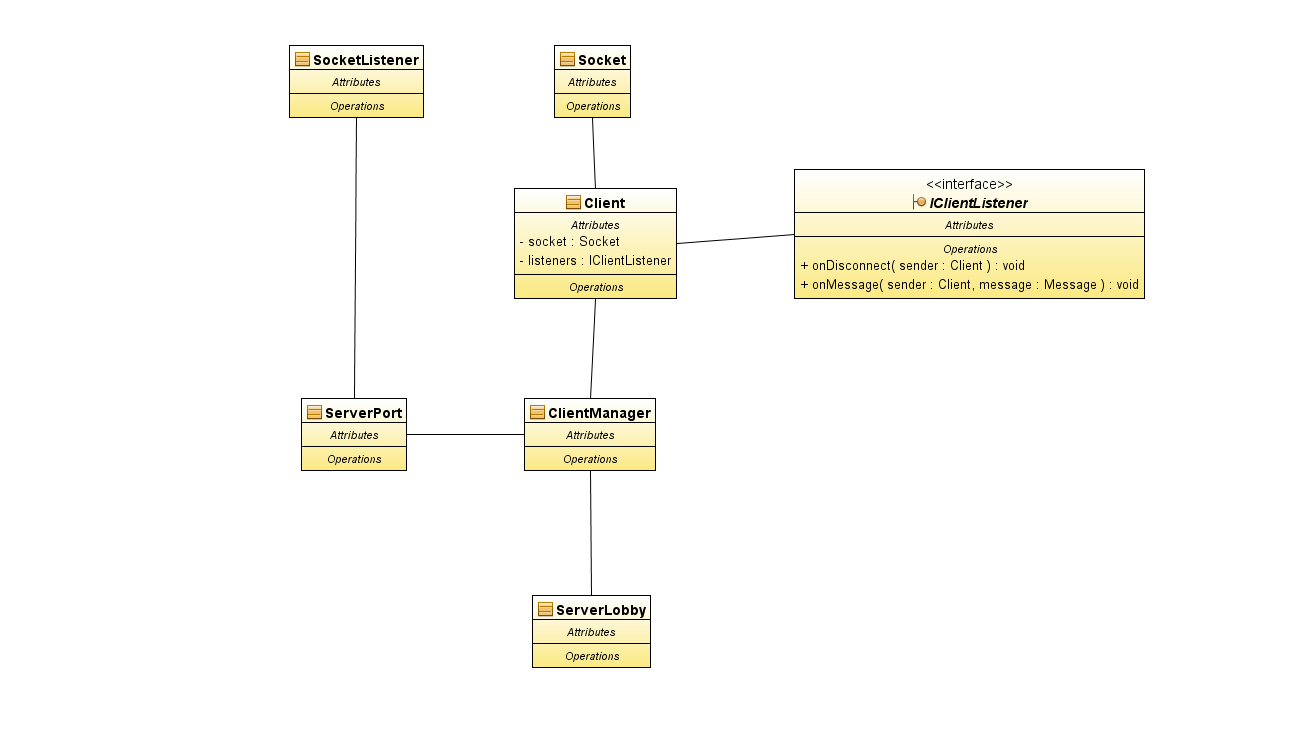 SocketListener
Attributes
Operations
Socket
Attributes
Operations
Client
Attributes
- socket : Socket
- listeners : IClientListener
Operations
<<interface>>
IClientListener
Attributes
Operations
+ onDisconnect( sender : Client ) : void
+ onMessage( sender : Client, message : Message ) : void
ServerPort
Attributes
Operations
ClientManager
Attributes
Operations
ServerLobby
Attributes
Operations